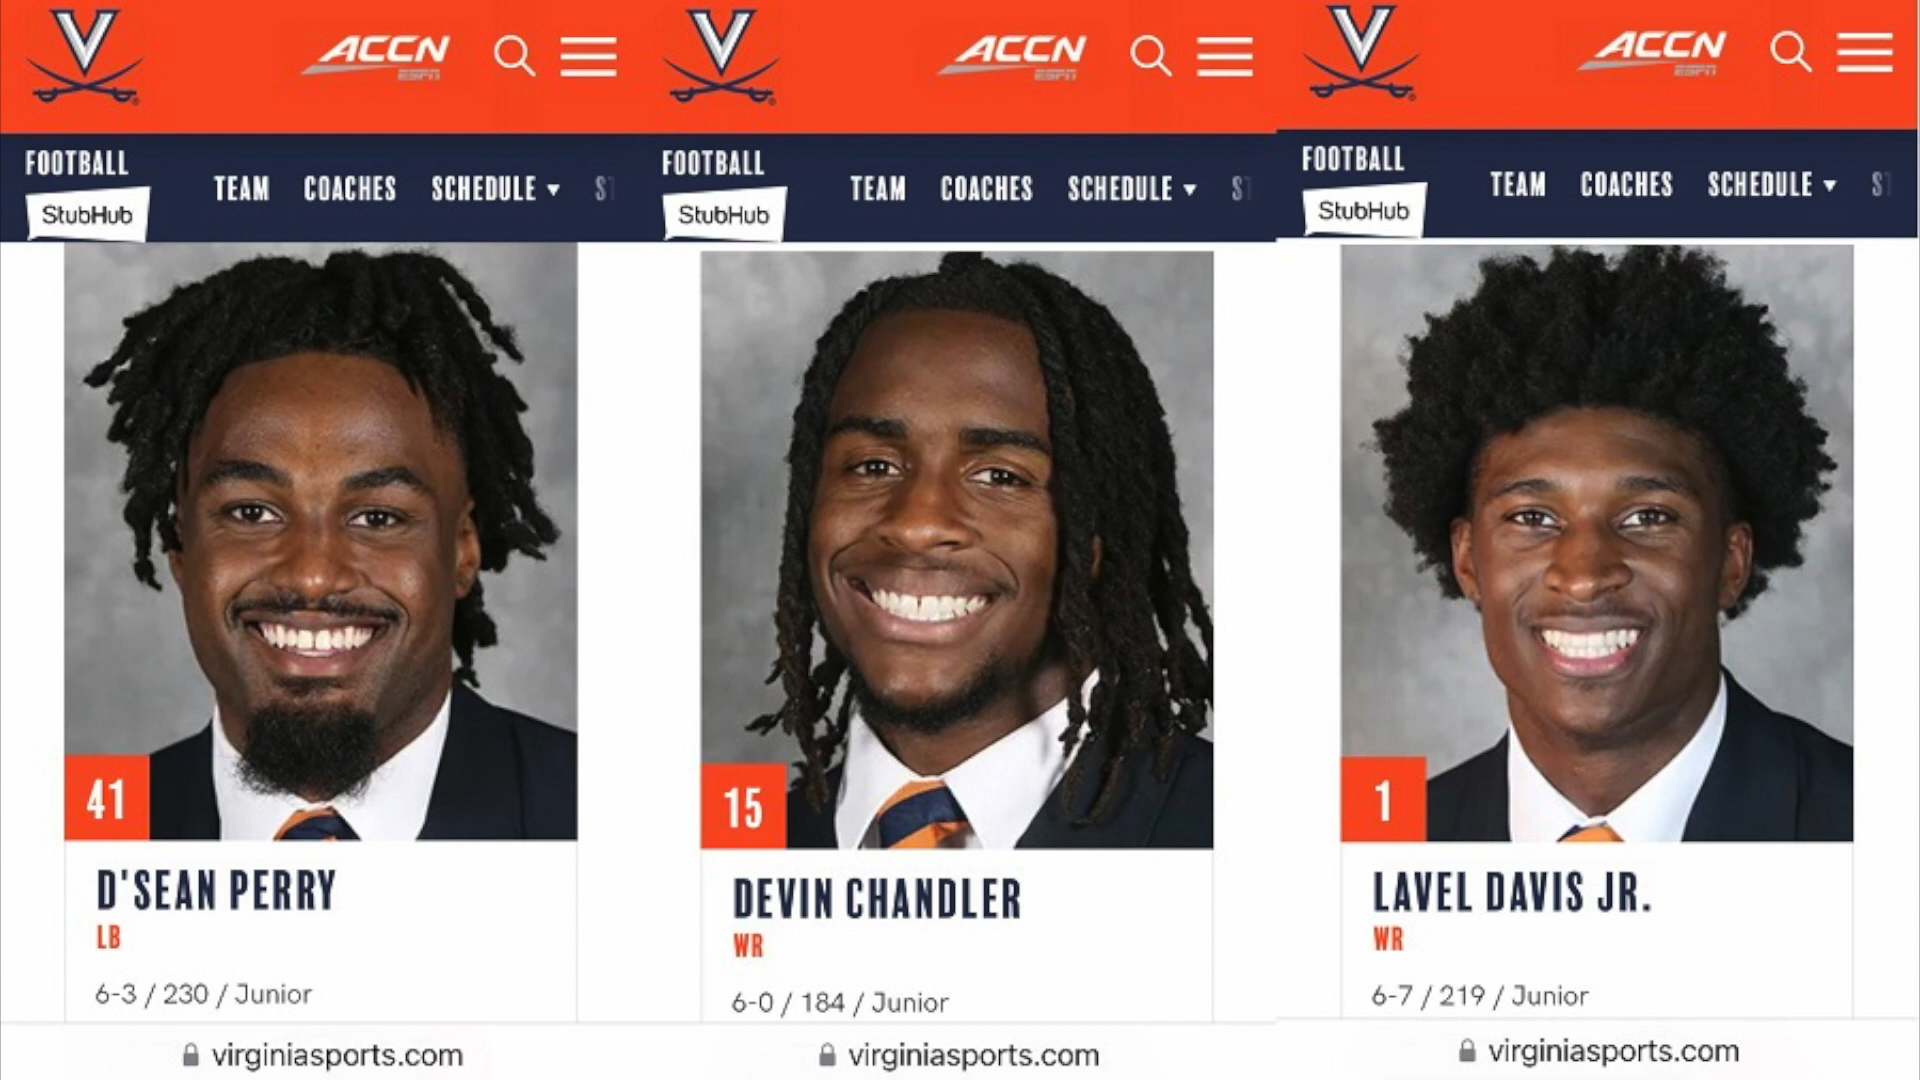 V
ACCN
ESPN
FOOTBALL
StubHub
TEAM COACHES SCHEDULE ▼
41
D'SEAN PERRY
LB
6-3 / 230 / Junior
virginiasports.com
V
ACCN
ESPN
FOOTBALL
StubHub
TEAM COACHES SCHEDULE ▼
15
DEVIN CHANDLER
WR
6-0 / 184 / Junior
virginiasports.com
V
ACCN
ESPN
FOOTBALL
StubHub
TEAM COACHES SCHEDULE ▼
1
LAVEL DAVIS JR.
WR
6-7 / 219 / Junior
virginiasports.com